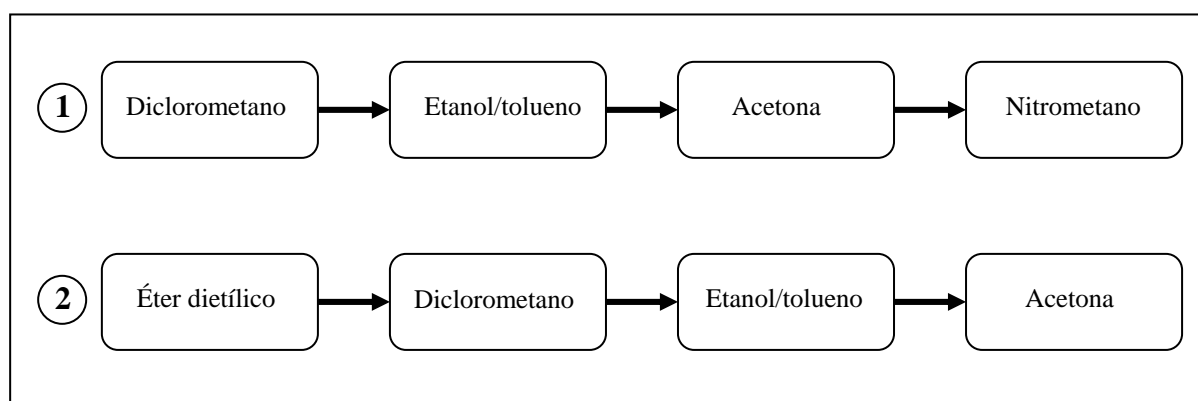 1 Diclorometano Etanol/tolueno Acetona Nitrometano
2 Éter dietílico Diclorometano Etanol/tolueno Acetona